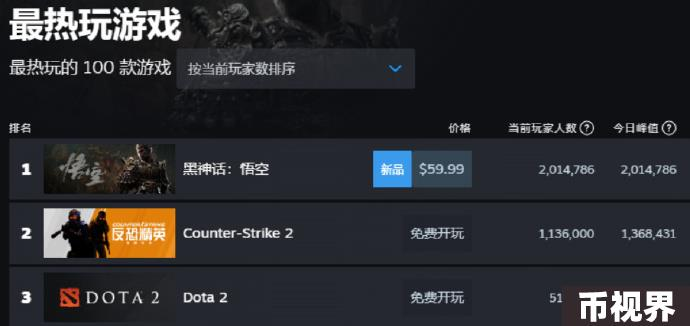 最热玩游戏
最热玩的 100 款游戏 按当前玩家数排序
排名 价格 当前玩家人数 ? 今日峰值 ?
1 悟空 黑神话：悟空 新品 $59.99 2,014,786 2,014,786
2 COUNTER-STRIKE 反恐精英 Counter-Strike 2 免费开玩 1,136,000 1,368,431
3 DOTA 2 Dota 2 免费开玩 51
币视界